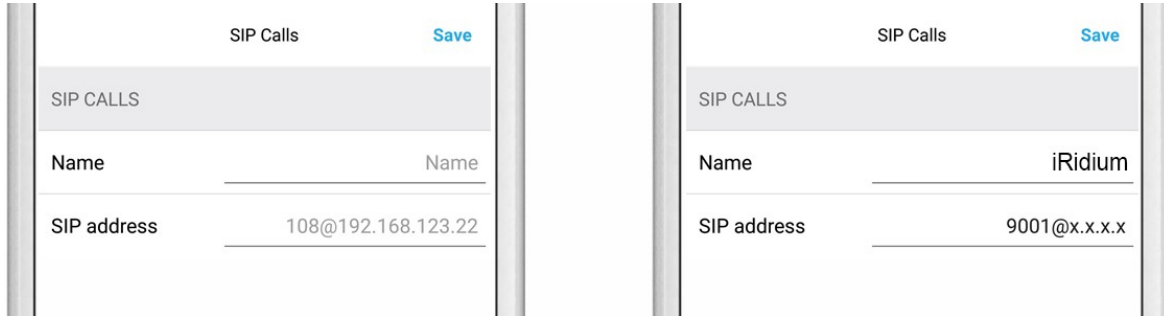 SIP Calls Save
SIP CALLS
Name Name
SIP address 108@192.168.123.22
SIP Calls Save
SIP CALLS
Name iRidium
SIP address 9001@x.x.x.x